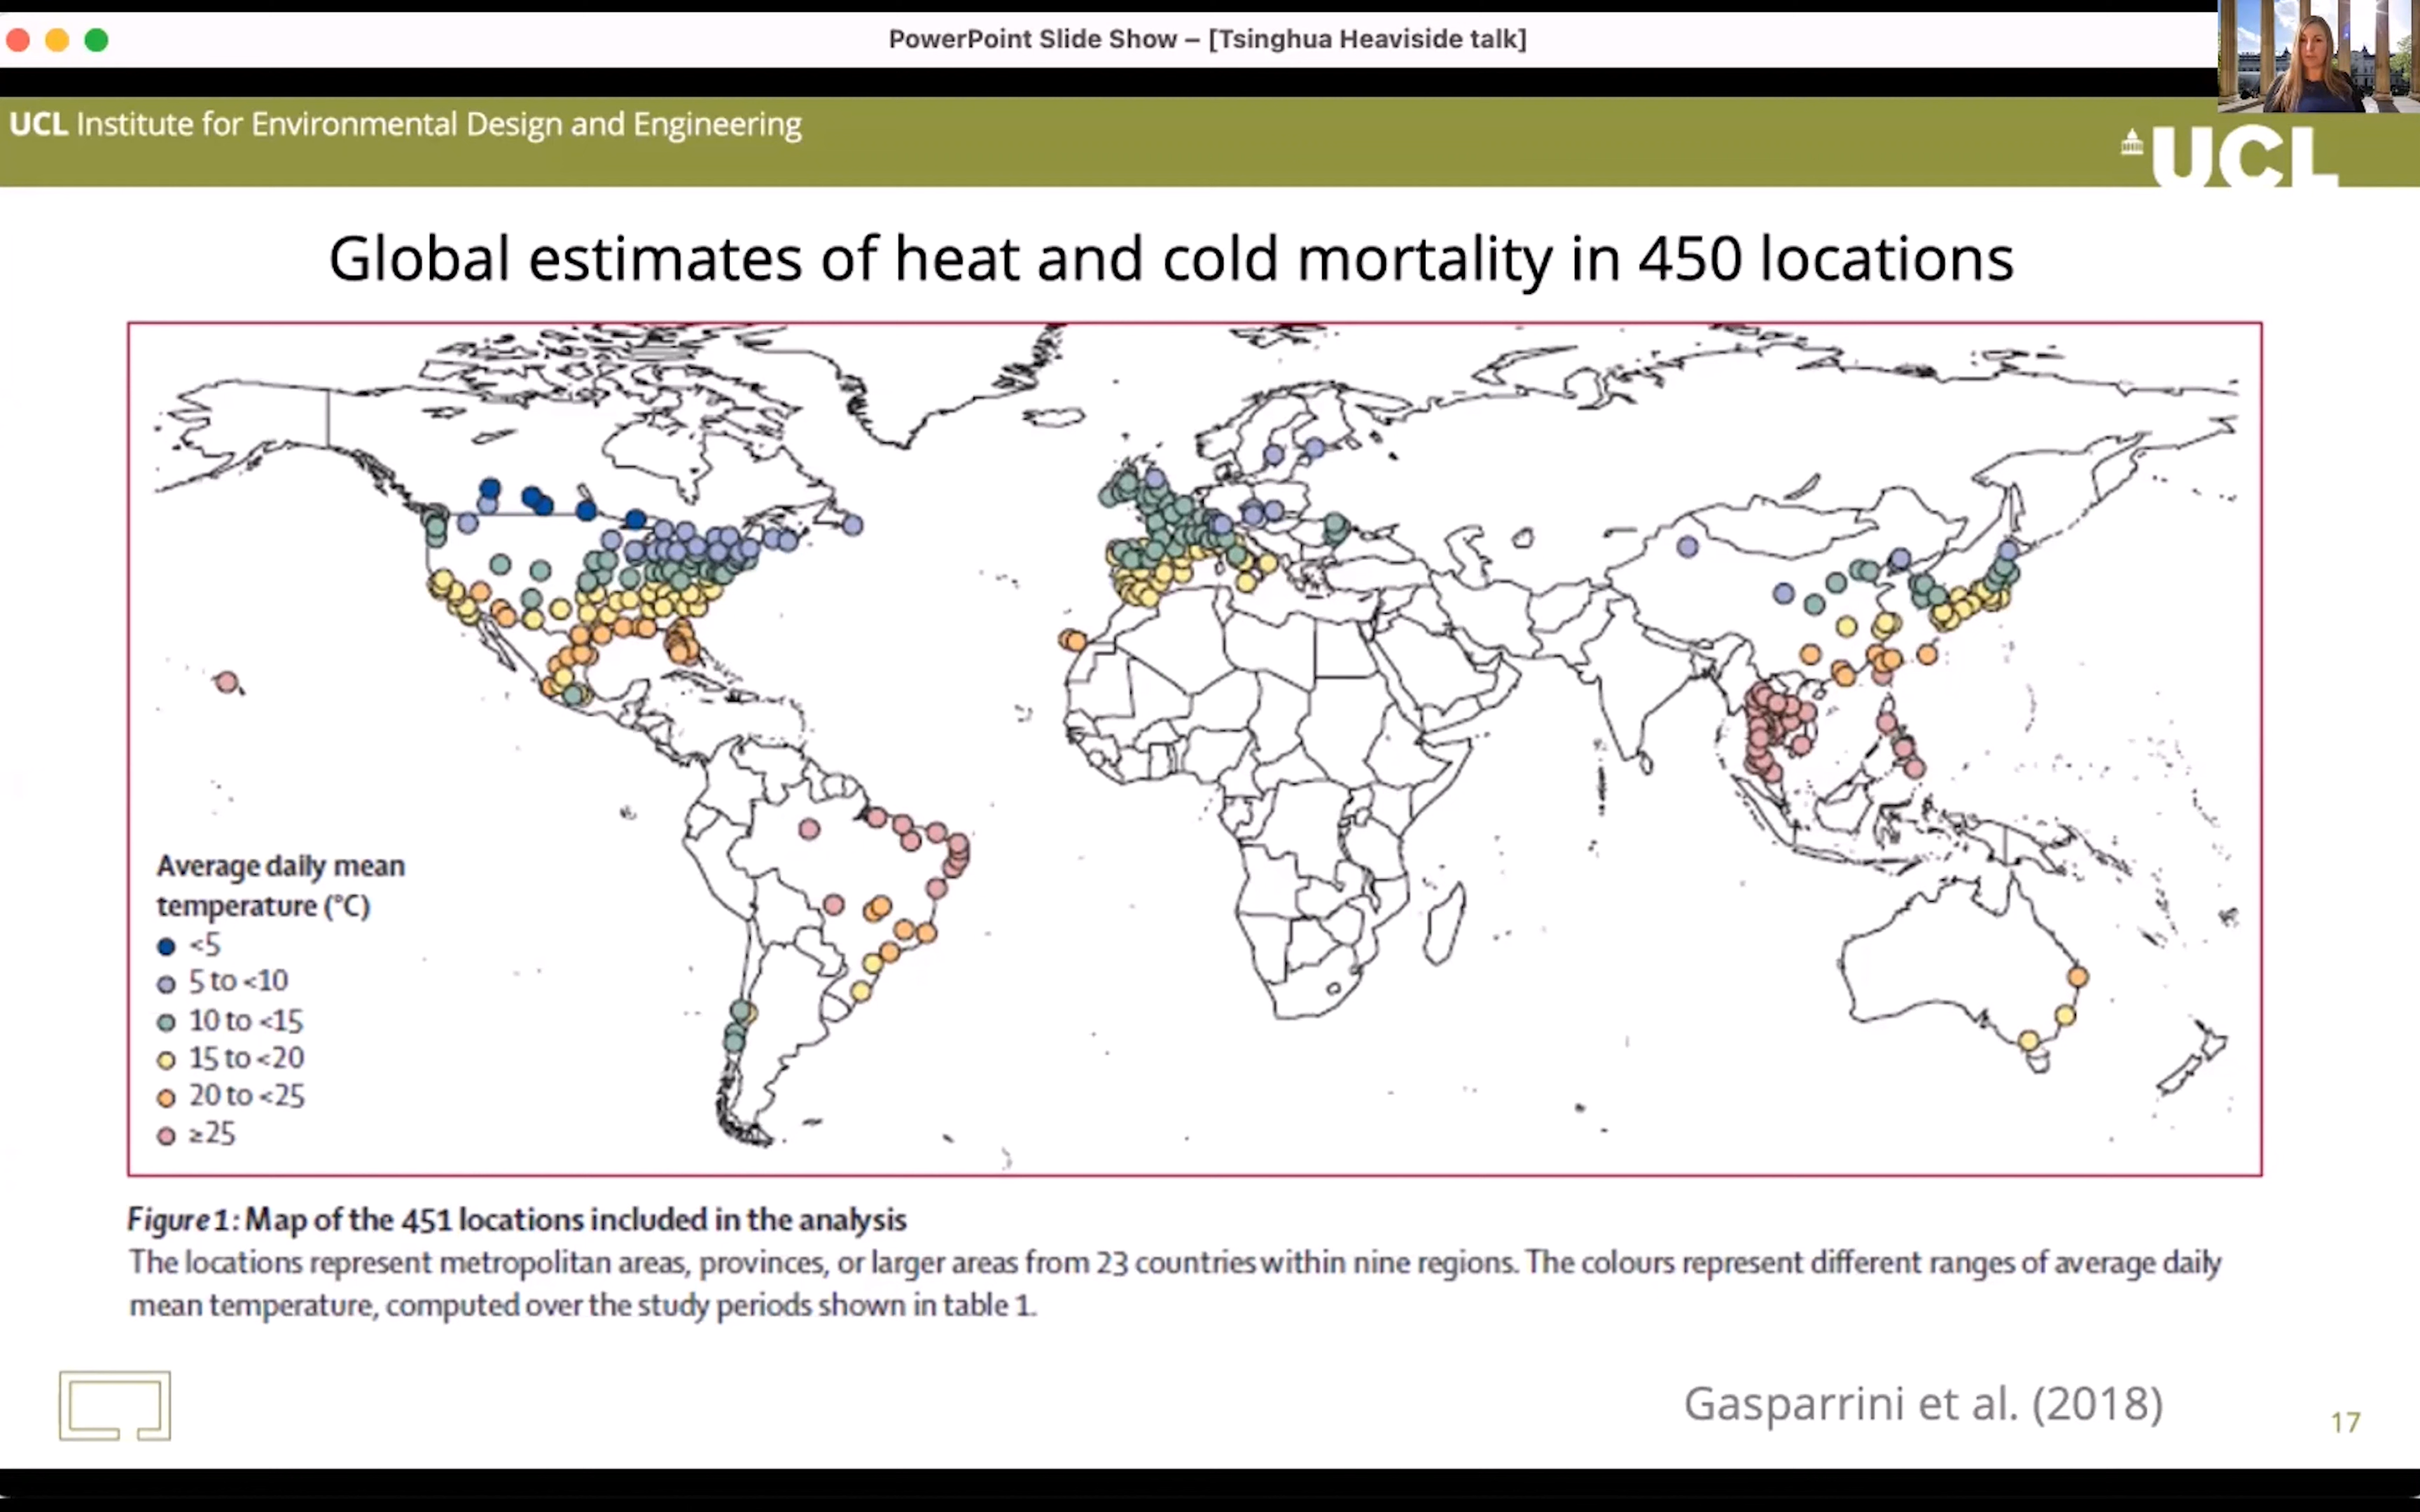 PowerPoint Slide Show – [Tsinghua Heaviside talk]
UCL Institute for Environmental Design and Engineering
UCL
Global estimates of heat and cold mortality in 450 locations
Average daily mean
temperature (°C)
<5
5 to <10
10 to <15
15 to <20
20 to <25
≥25
Figure 1: Map of the 451 locations included in the analysis
The locations represent metropolitan areas, provinces, or larger areas from 23 countries within nine regions. The colours represent different ranges of average daily
mean temperature, computed over the study periods shown in table 1.
Gasparrini et al. (2018)
17